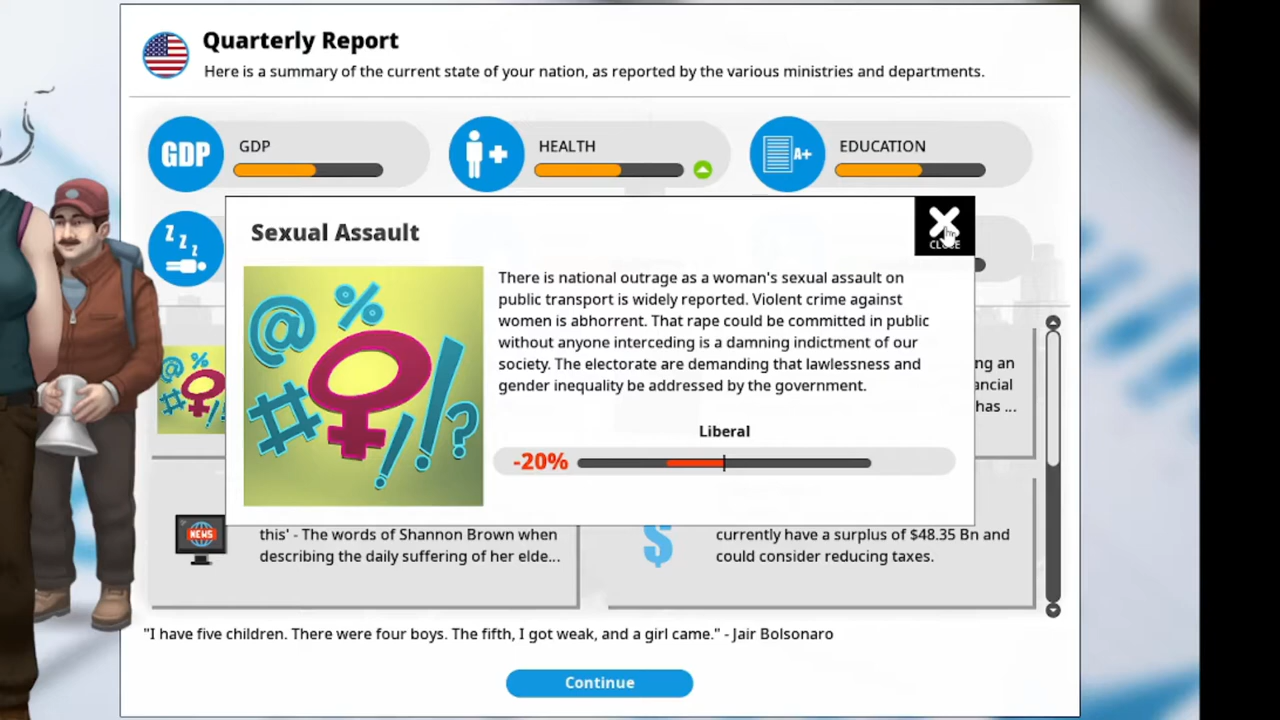 Quarterly Report
Here is a summary of the current state of your nation, as reported by the various ministries and departments.
GDP
GDP
HEALTH
A+
EDUCATION
Z Z Z
Sexual Assault
CLOSE
There is national outrage as a woman's sexual assault on
public transport is widely reported. Violent crime against
women is abhorrent. That rape could be committed in public
without anyone interceding is a damning indictment of our
society. The electorate are demanding that lawlessness and
gender inequality be addressed by the government.
Liberal
-20%
@ % # ! ! ?
ng an
ancial
has ...
NEWS
this' - The words of Shannon Brown when
describing the daily suffering of her elde...
$
currently have a surplus of $48.35 Bn and
could consider reducing taxes.
"I have five children. There were four boys. The fifth, I got weak, and a girl came." - Jair Bolsonaro
Continue